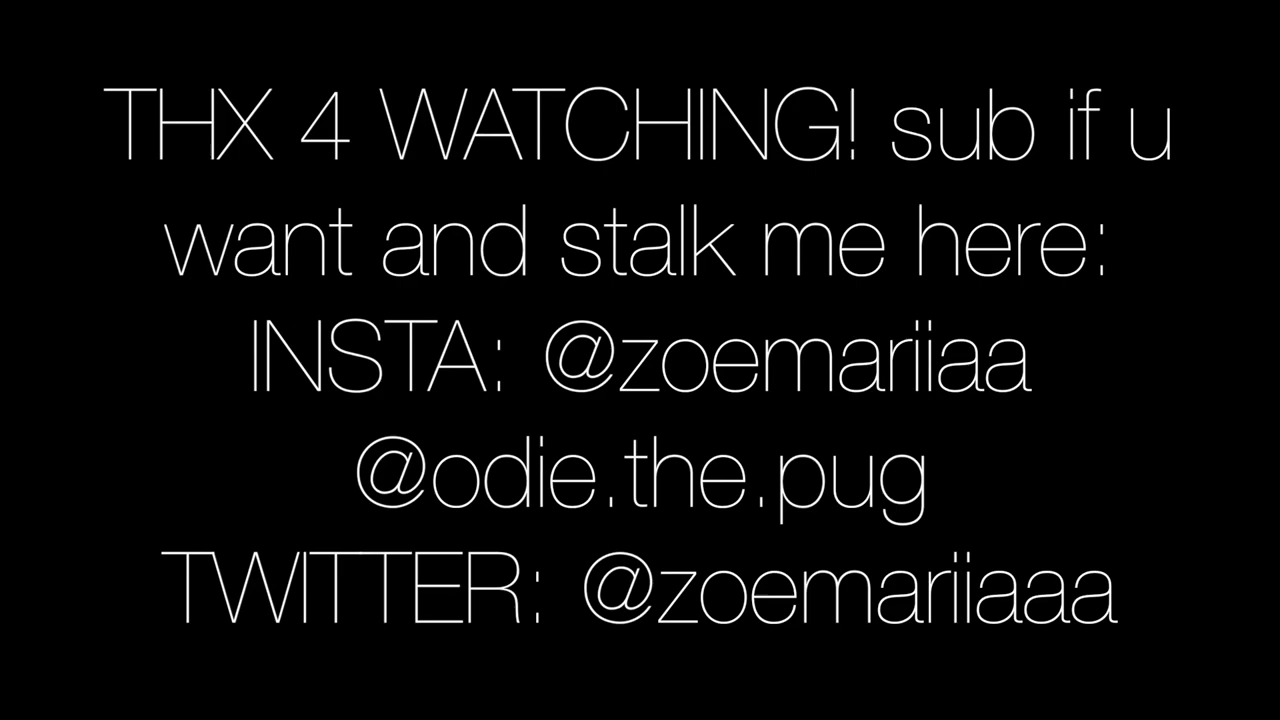 THX 4 WATCHING! sub if u
want and stalk me here:
INSTA: @zoemariiaa
@odie.the.pug
TWITTER: @zoemariiaaa